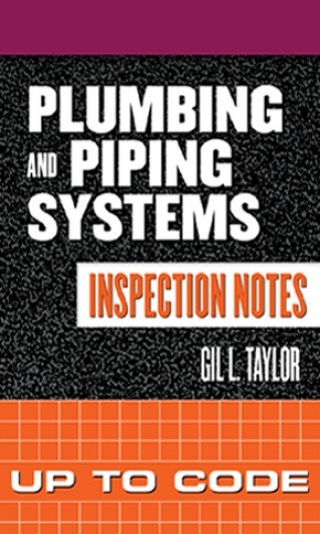 PLUMBING
AND PIPING
SYSTEMS
INSPECTION NOTES
GIL L. TAYLOR
UP TO CODE